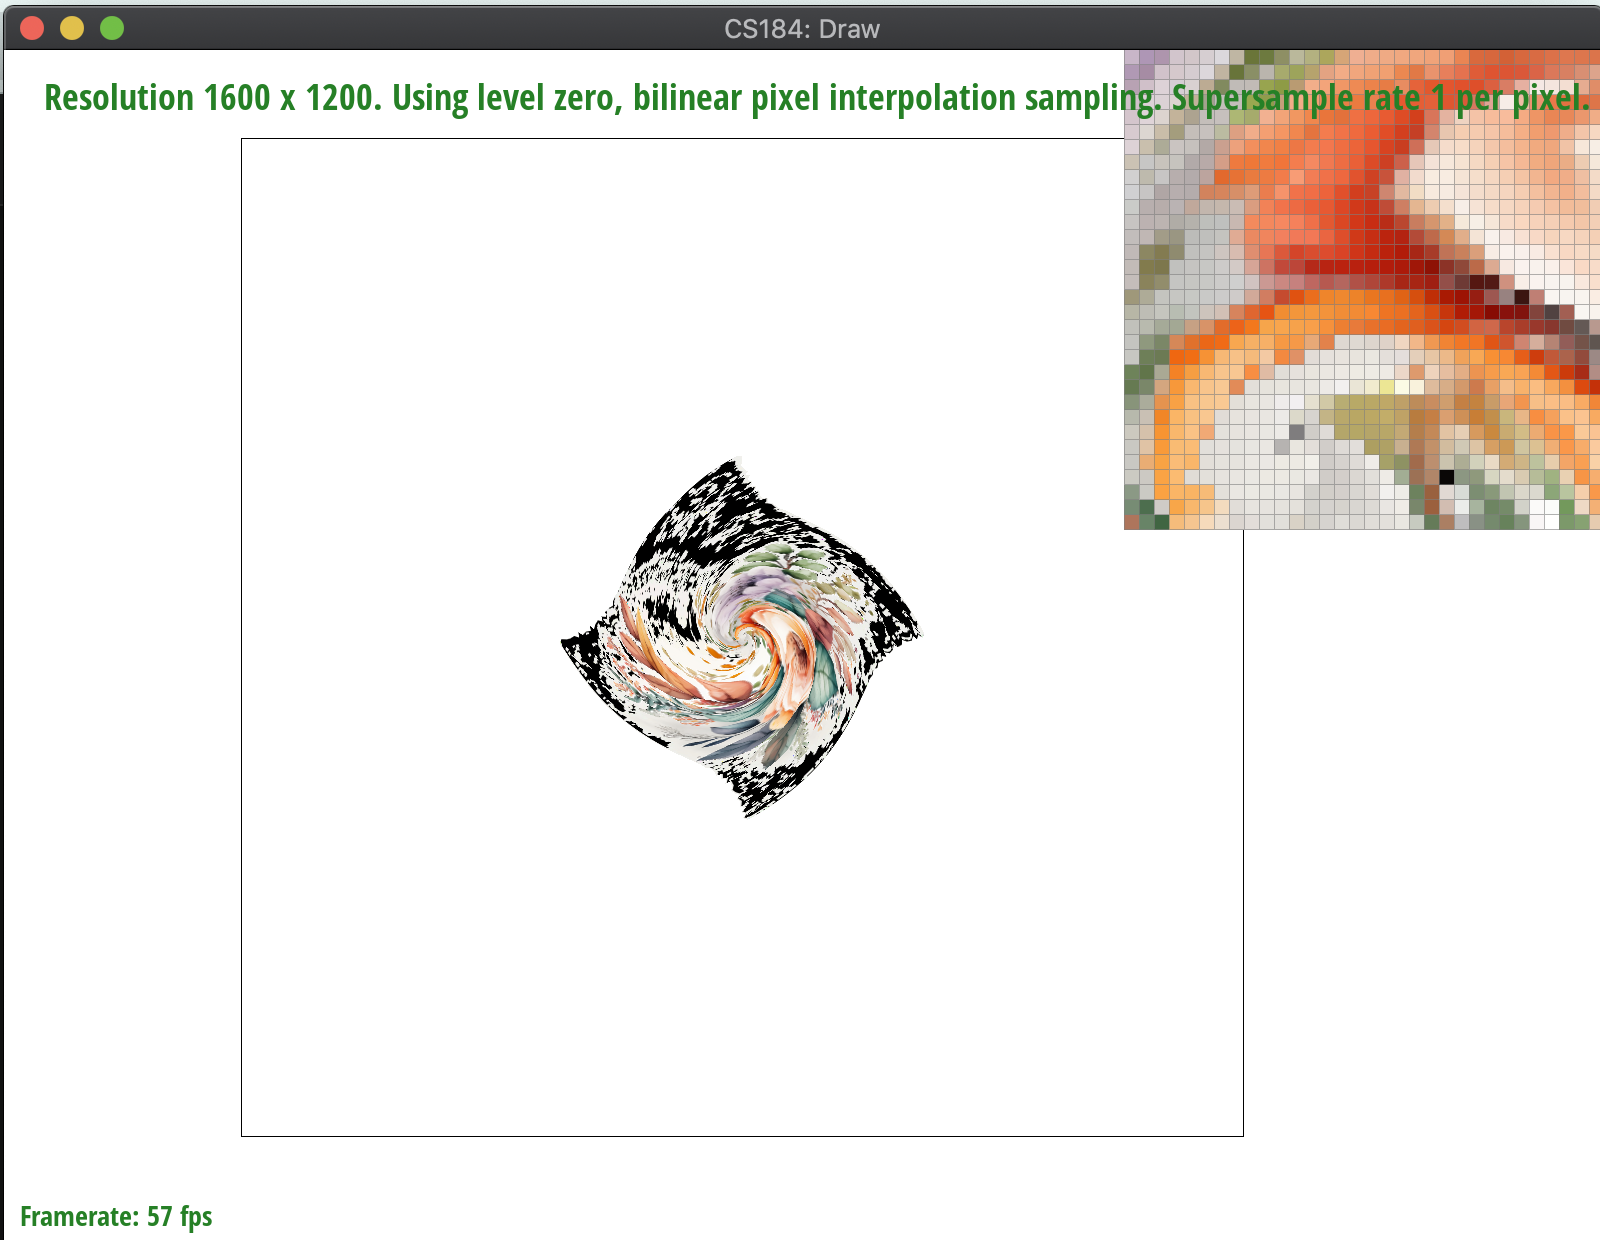 CS184: Draw
Resolution 1600 x 1200. Using level zero, bilinear pixel interpolation sampling. Supersample rate 1 per pixel.
Framerate: 57 fps